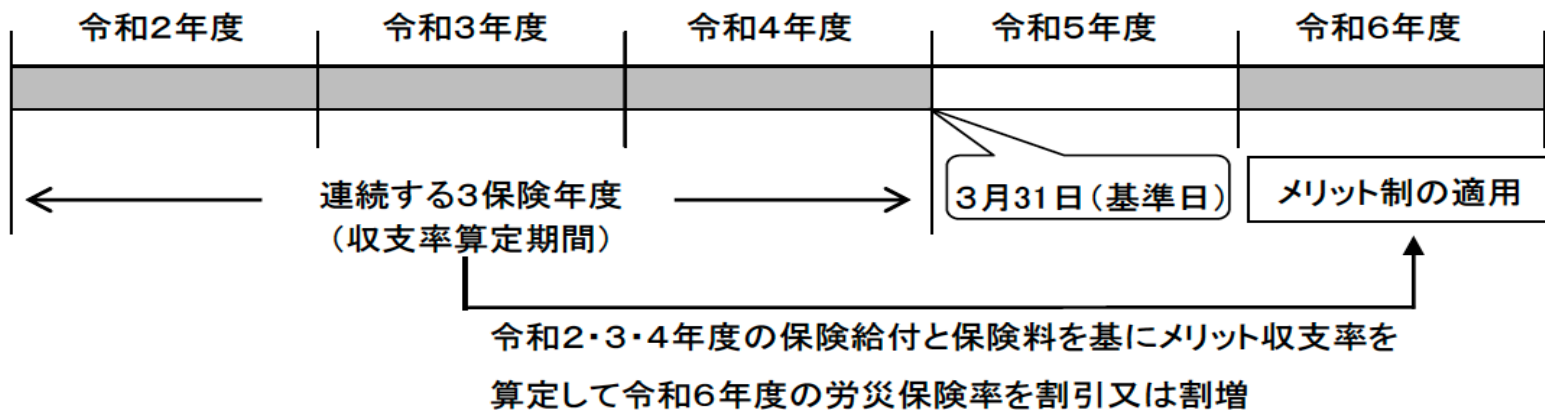 令和2年度 令和3年度 令和4年度 令和5年度 令和6年度
連続する3保険年度
(収支率算定期間)
3月31日(基準日)
メリット制の適用
令和2・3・4年度の保険給付と保険料を基にメリット収支率を
算定して令和6年度の労災保険率を割引又は割増